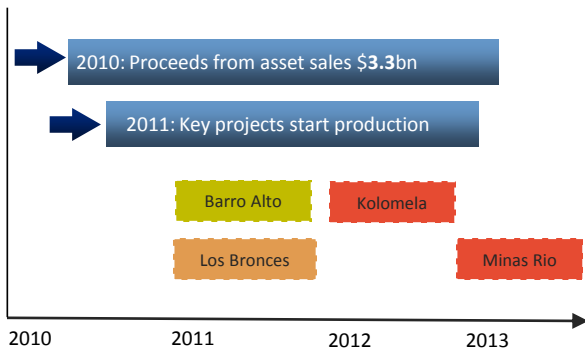 2010: Proceeds from asset sales $3.3bn
2011: Key projects start production
Barro Alto
Kolomela
Los Bronces
Minas Rio
2010
2011
2012
2013